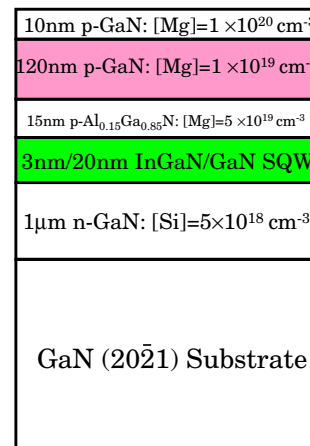 10nm p-GaN: [Mg]=1 ×10²⁰ cm⁻³
120nm p-GaN: [Mg]=1 ×10¹⁹ cm⁻
15nm p-Al₀.₁₅Ga₀.₈₅N: [Mg]=5 ×10¹⁹ cm⁻³
3nm/20nm InGaN/GaN SQW
1μm n-GaN: [Si]=5×10¹⁸ cm⁻³
GaN (202̄1) Substrate